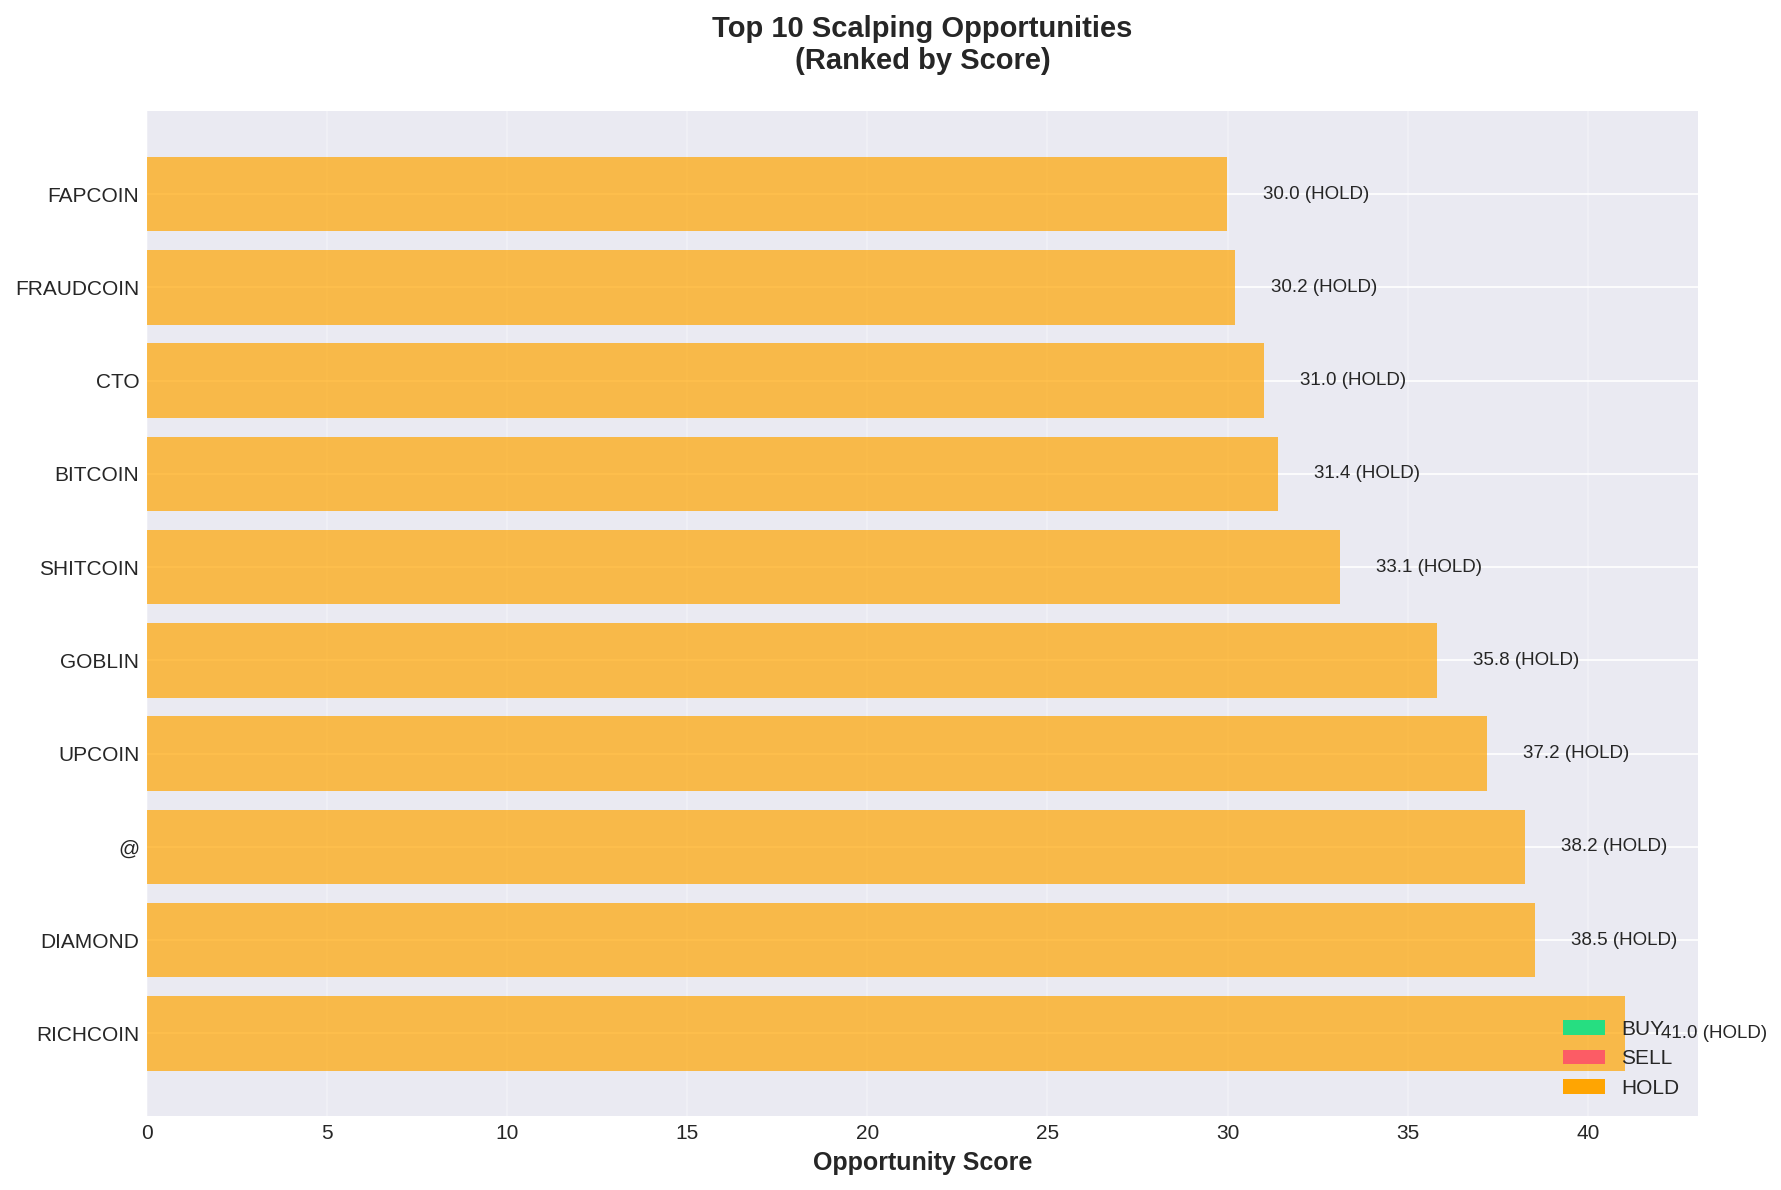 Top 10 Scalping Opportunities
(Ranked by Score)
FAPCOIN
30.0 (HOLD)
FRAUDCOIN
30.2 (HOLD)
CTO
31.0 (HOLD)
BITCOIN
31.4 (HOLD)
SHITCOIN
33.1 (HOLD)
GOBLIN
35.8 (HOLD)
UPCOIN
37.2 (HOLD)
@
38.2 (HOLD)
DIAMOND
38.5 (HOLD)
RICHCOIN
41.0 (HOLD)
BUY
SELL
HOLD
0 5 10 15 20 25 30 35 40
Opportunity Score